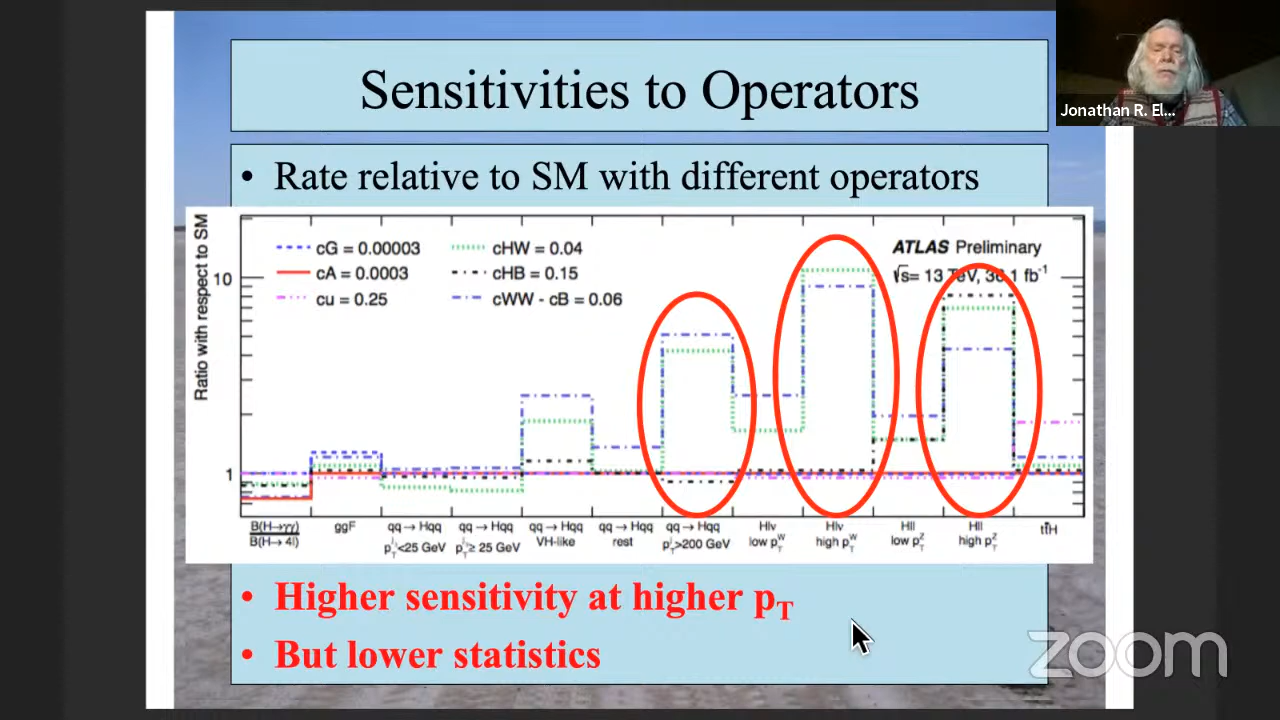 Sensitivities to Operators
Jonathan R. El...
• Rate relative to SM with different operators
Ratio with respect to SM
10
1
cG = 0.00003
cA = 0.0003
cu = 0.25
cHW = 0.04
cHB = 0.15
cWW - cB = 0.06
ATLAS Preliminary
√s= 13 TeV, 36.1 fb⁻¹
B(H→γγ)
B(H→ 4l)
ggF
qq → Hqq
p_T^j<25 GeV
qq → Hqq
p_T^j≥ 25 GeV
qq → Hqq
VH-like
qq → Hqq
rest
qq → Hqq
p_T^j>200 GeV
Hlν
low p_T^W
Hlν
high p_T^W
Hll
low p_T^Z
Hll
high p_T^Z
tt̄H
• Higher sensitivity at higher p_T
• But lower statistics
zoom